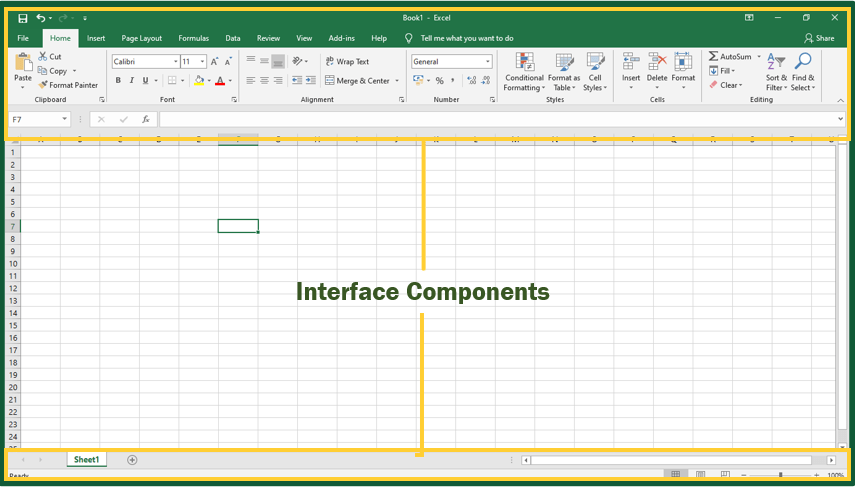 Book1 - Excel
File Home Insert Page Layout Formulas Data Review View Add-ins Help Tell me what you want to do Share
Cut
Copy
Paste
Format Painter
Clipboard
Calibri 11 A A
B I U A
Font
ab Wrap Text
Merge & Center
Alignment
General
%
Number
Conditional Formatting
Format as Table
Cell Styles
Styles
Insert Delete Format
Cells
AutoSum
Fill
Clear
Sort & Filter
Find & Select
Editing
F7 fx
1
2
3
4
5
6
7
8
9
10
11
Interface Components
12
13
14
15
16
17
18
19
20
21
22
23
24
Sheet1
Ready 100%